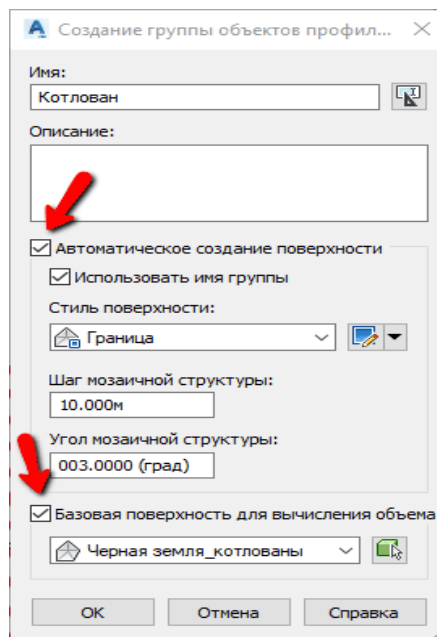 Создание группы объектов профил...
Имя:
Котлован
Описание:
Автоматическое создание поверхности
Использовать имя группы
Стиль поверхности:
Граница
Шаг мозаичной структуры:
10.000м
Угол мозаичной структуры:
003.0000 (град)
Базовая поверхность для вычисления объема
Черная земля_котлованы
OK Отмена Справка